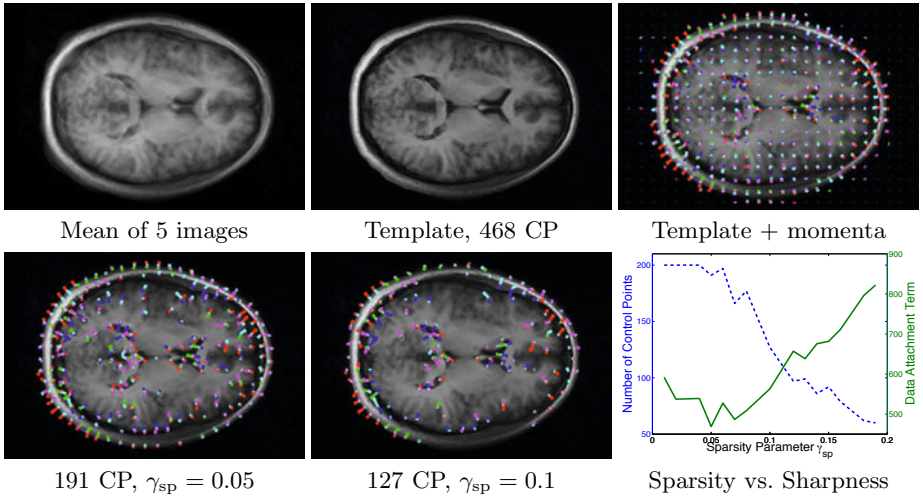 Mean of 5 images
Template, 468 CP
Template + momenta
191 CP, γsp = 0.05
127 CP, γsp = 0.1
200
150
100
50
Number of Control Points
900
800
700
600
500
Data Attachment Term
0 0.05 0.1 0.15 0.2
Sparsity Parameter γsp
Sparsity vs. Sharpness